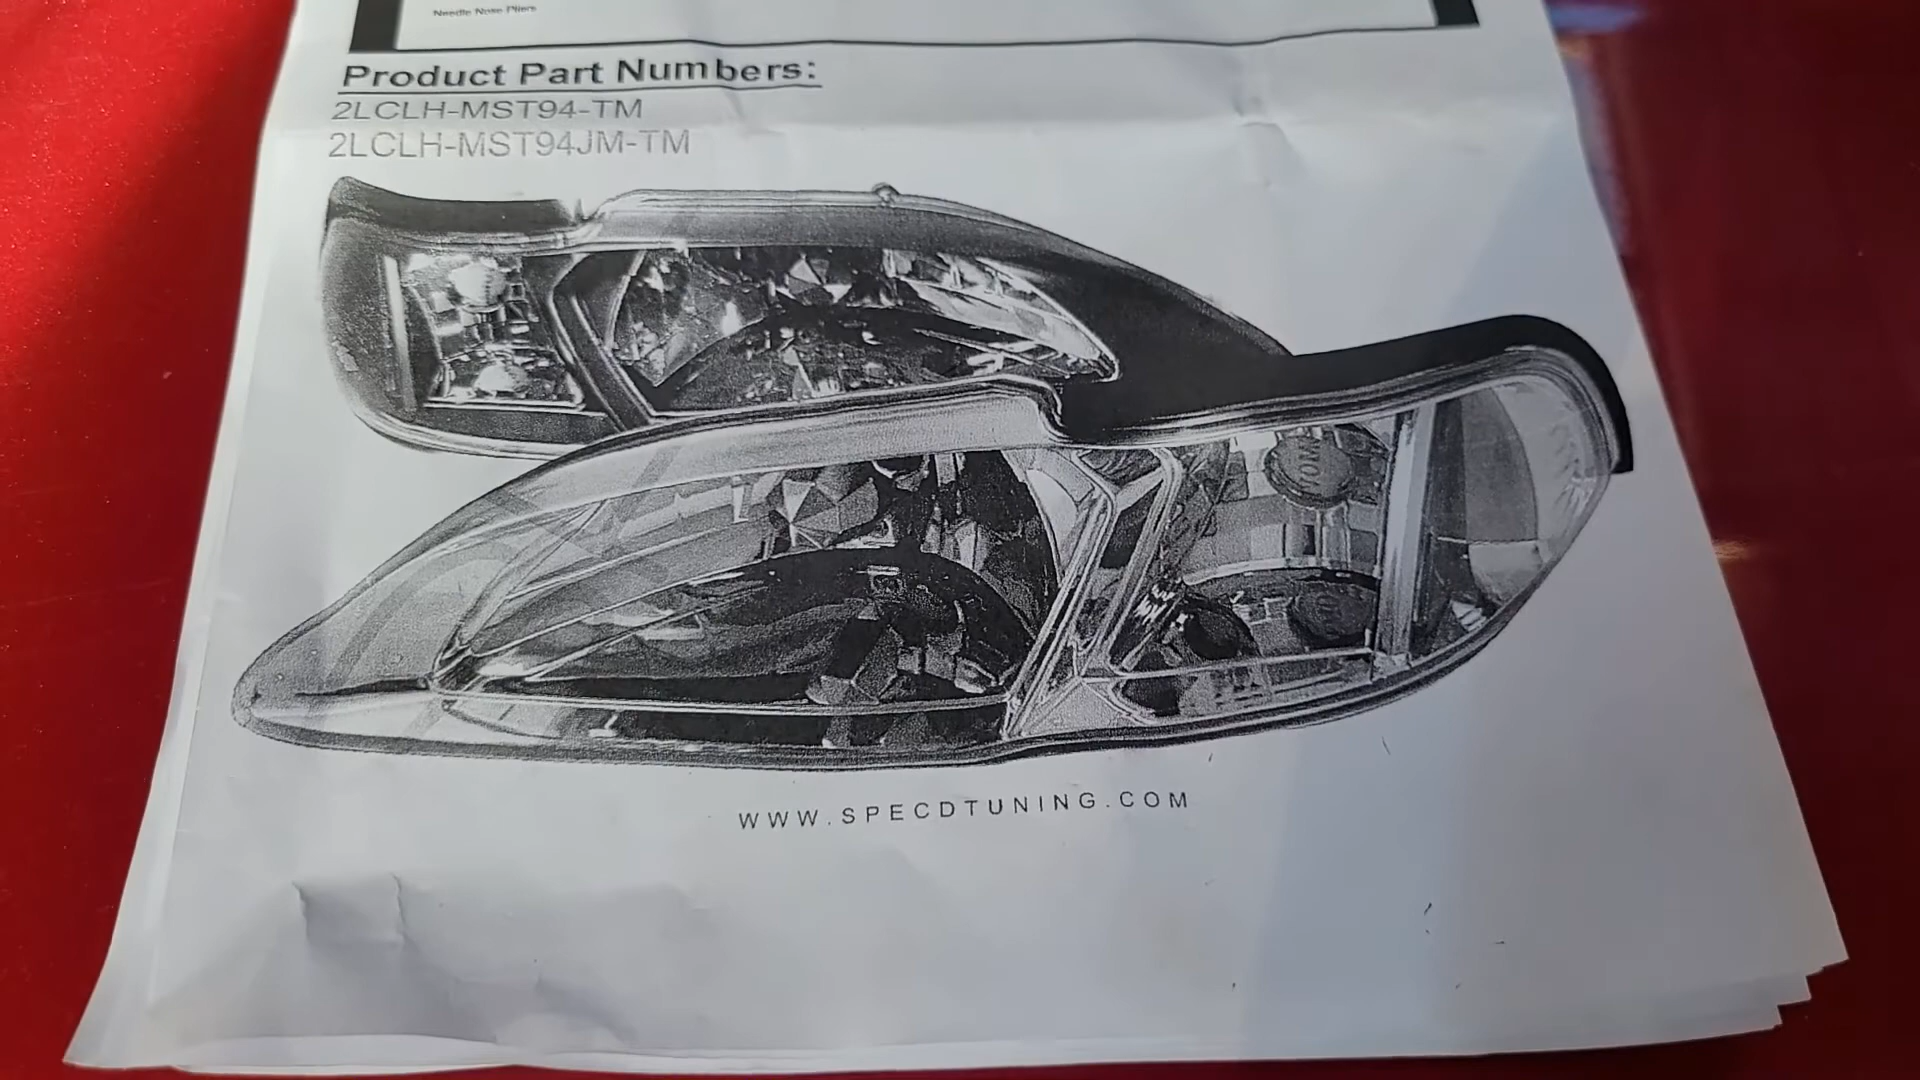 Needle Nose Pliers
Product Part Numbers:
2LCLH-MST94-TM
2LCLH-MST94JM-TM
WWW.SPECDTUNING.COM